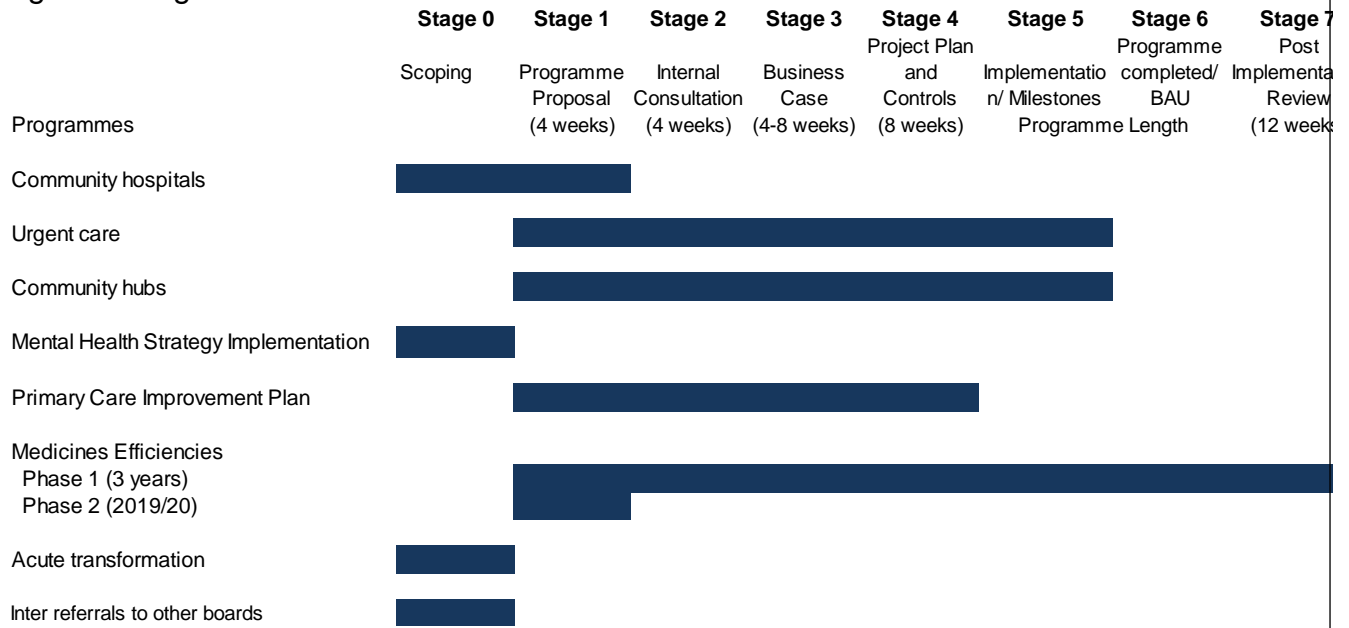 Stage 0 Stage 1 Stage 2 Stage 3 Stage 4 Stage 5 Stage 6 Stage 7
Project Plan Programme Post
Scoping Programme Internal Business and Implementatio completed/ Implementa
Proposal Consultation Case Controls n/ Milestones BAU Review
Programmes (4 weeks) (4 weeks) (4-8 weeks) (8 weeks) Programme Length (12 weeks
Community hospitals
Urgent care
Community hubs
Mental Health Strategy Implementation
Primary Care Improvement Plan
Medicines Efficiencies
Phase 1 (3 years)
Phase 2 (2019/20)
Acute transformation
Inter referrals to other boards